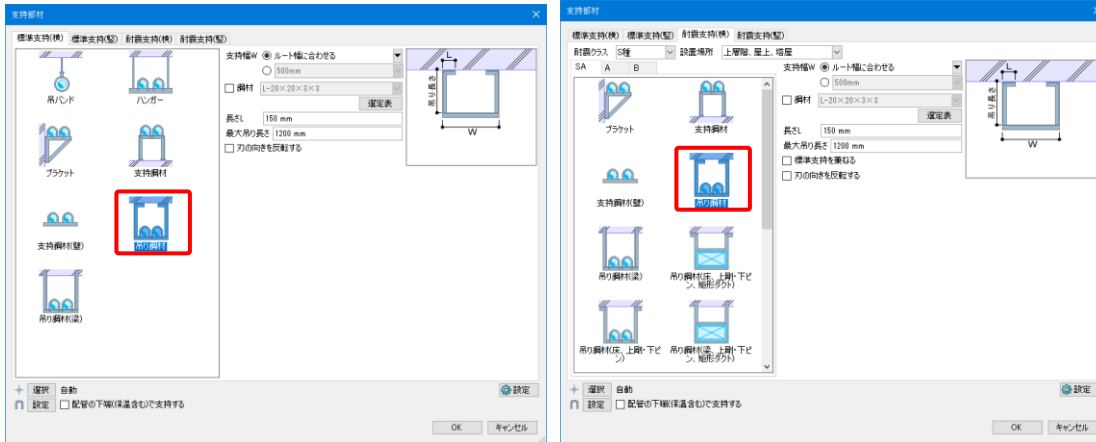 支持部材
標準支持(横) 標準支持(竪) 耐震支持(横) 耐震支持(竪)
吊バンド
ハンガー
ブラケット
支持鋼材
支持鋼材(壁)
吊り鋼材
吊り鋼材(梁)
支持幅W
ルート幅に合わせる
500mm
鋼材 L-20×20×3×3
選定表
長さL 150 mm
最大吊り長さ 1200 mm
刃の向きを反転する
L
吊り長さ
W
選択 自動
設定
設定 配管の下端(保温含む)で支持する
OK キャンセル
支持部材
標準支持(横) 標準支持(竪) 耐震支持(横) 耐震支持(竪)
耐震クラス S種 設置場所 上層階、屋上、塔屋
SA A B
ブラケット
支持鋼材
支持鋼材(壁)
吊り鋼材
吊り鋼材(梁)
吊り鋼材(床、上剛・下ピ
ン、矩形ダクト)
吊り鋼材(床、上剛・下ピ
ン)
吊り鋼材(梁、上剛・下ピ
ン、矩形ダクト)
支持幅W
ルート幅に合わせる
500mm
鋼材 L-20×20×3×3
選定表
長さL 150 mm
最大吊り長さ 1200 mm
標準支持を兼ねる
刃の向きを反転する
L
吊り長さ
W
選択 自動
設定
設定 配管の下端(保温含む)で支持する
OK キャンセル